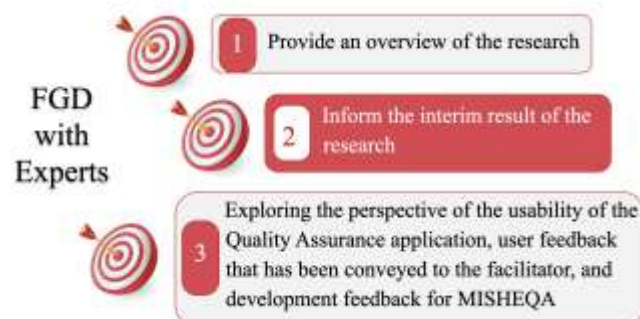 FGD
with
Experts
1
Provide an overview of the research
2
Inform the interim result of the
research
3
Exploring the perspective of the usability of the
Quality Assurance application, user feedback
that has been conveyed to the facilitator, and
development feedback for MISHEQA